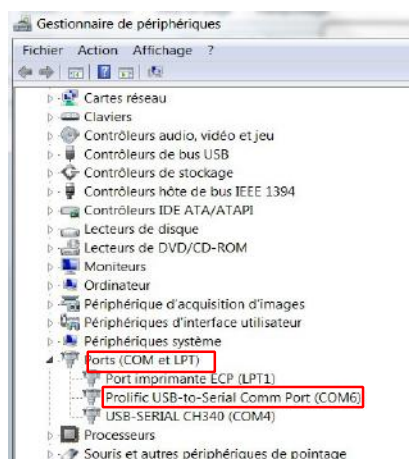 Gestionnaire de périphériques
Fichier Action Affichage ?
Cartes réseau
Claviers
Contrôleurs audio, vidéo et jeu
Contrôleurs de bus USB
Contrôleurs de stockage
Contrôleurs hôte de bus IEEE 1394
Contrôleurs IDE ATA/ATAPI
Lecteurs de disque
Lecteurs de DVD/CD-ROM
Moniteurs
Ordinateur
Périphérique d'acquisition d'images
Périphériques d'interface utilisateur
Périphériques système
Ports (COM et LPT)
Port imprimante ECP (LPT1)
Prolific USB-to-Serial Comm Port (COM6)
USB-SERIAL CH340 (COM4)
Processeurs
Souris et autres périphériques de pointage